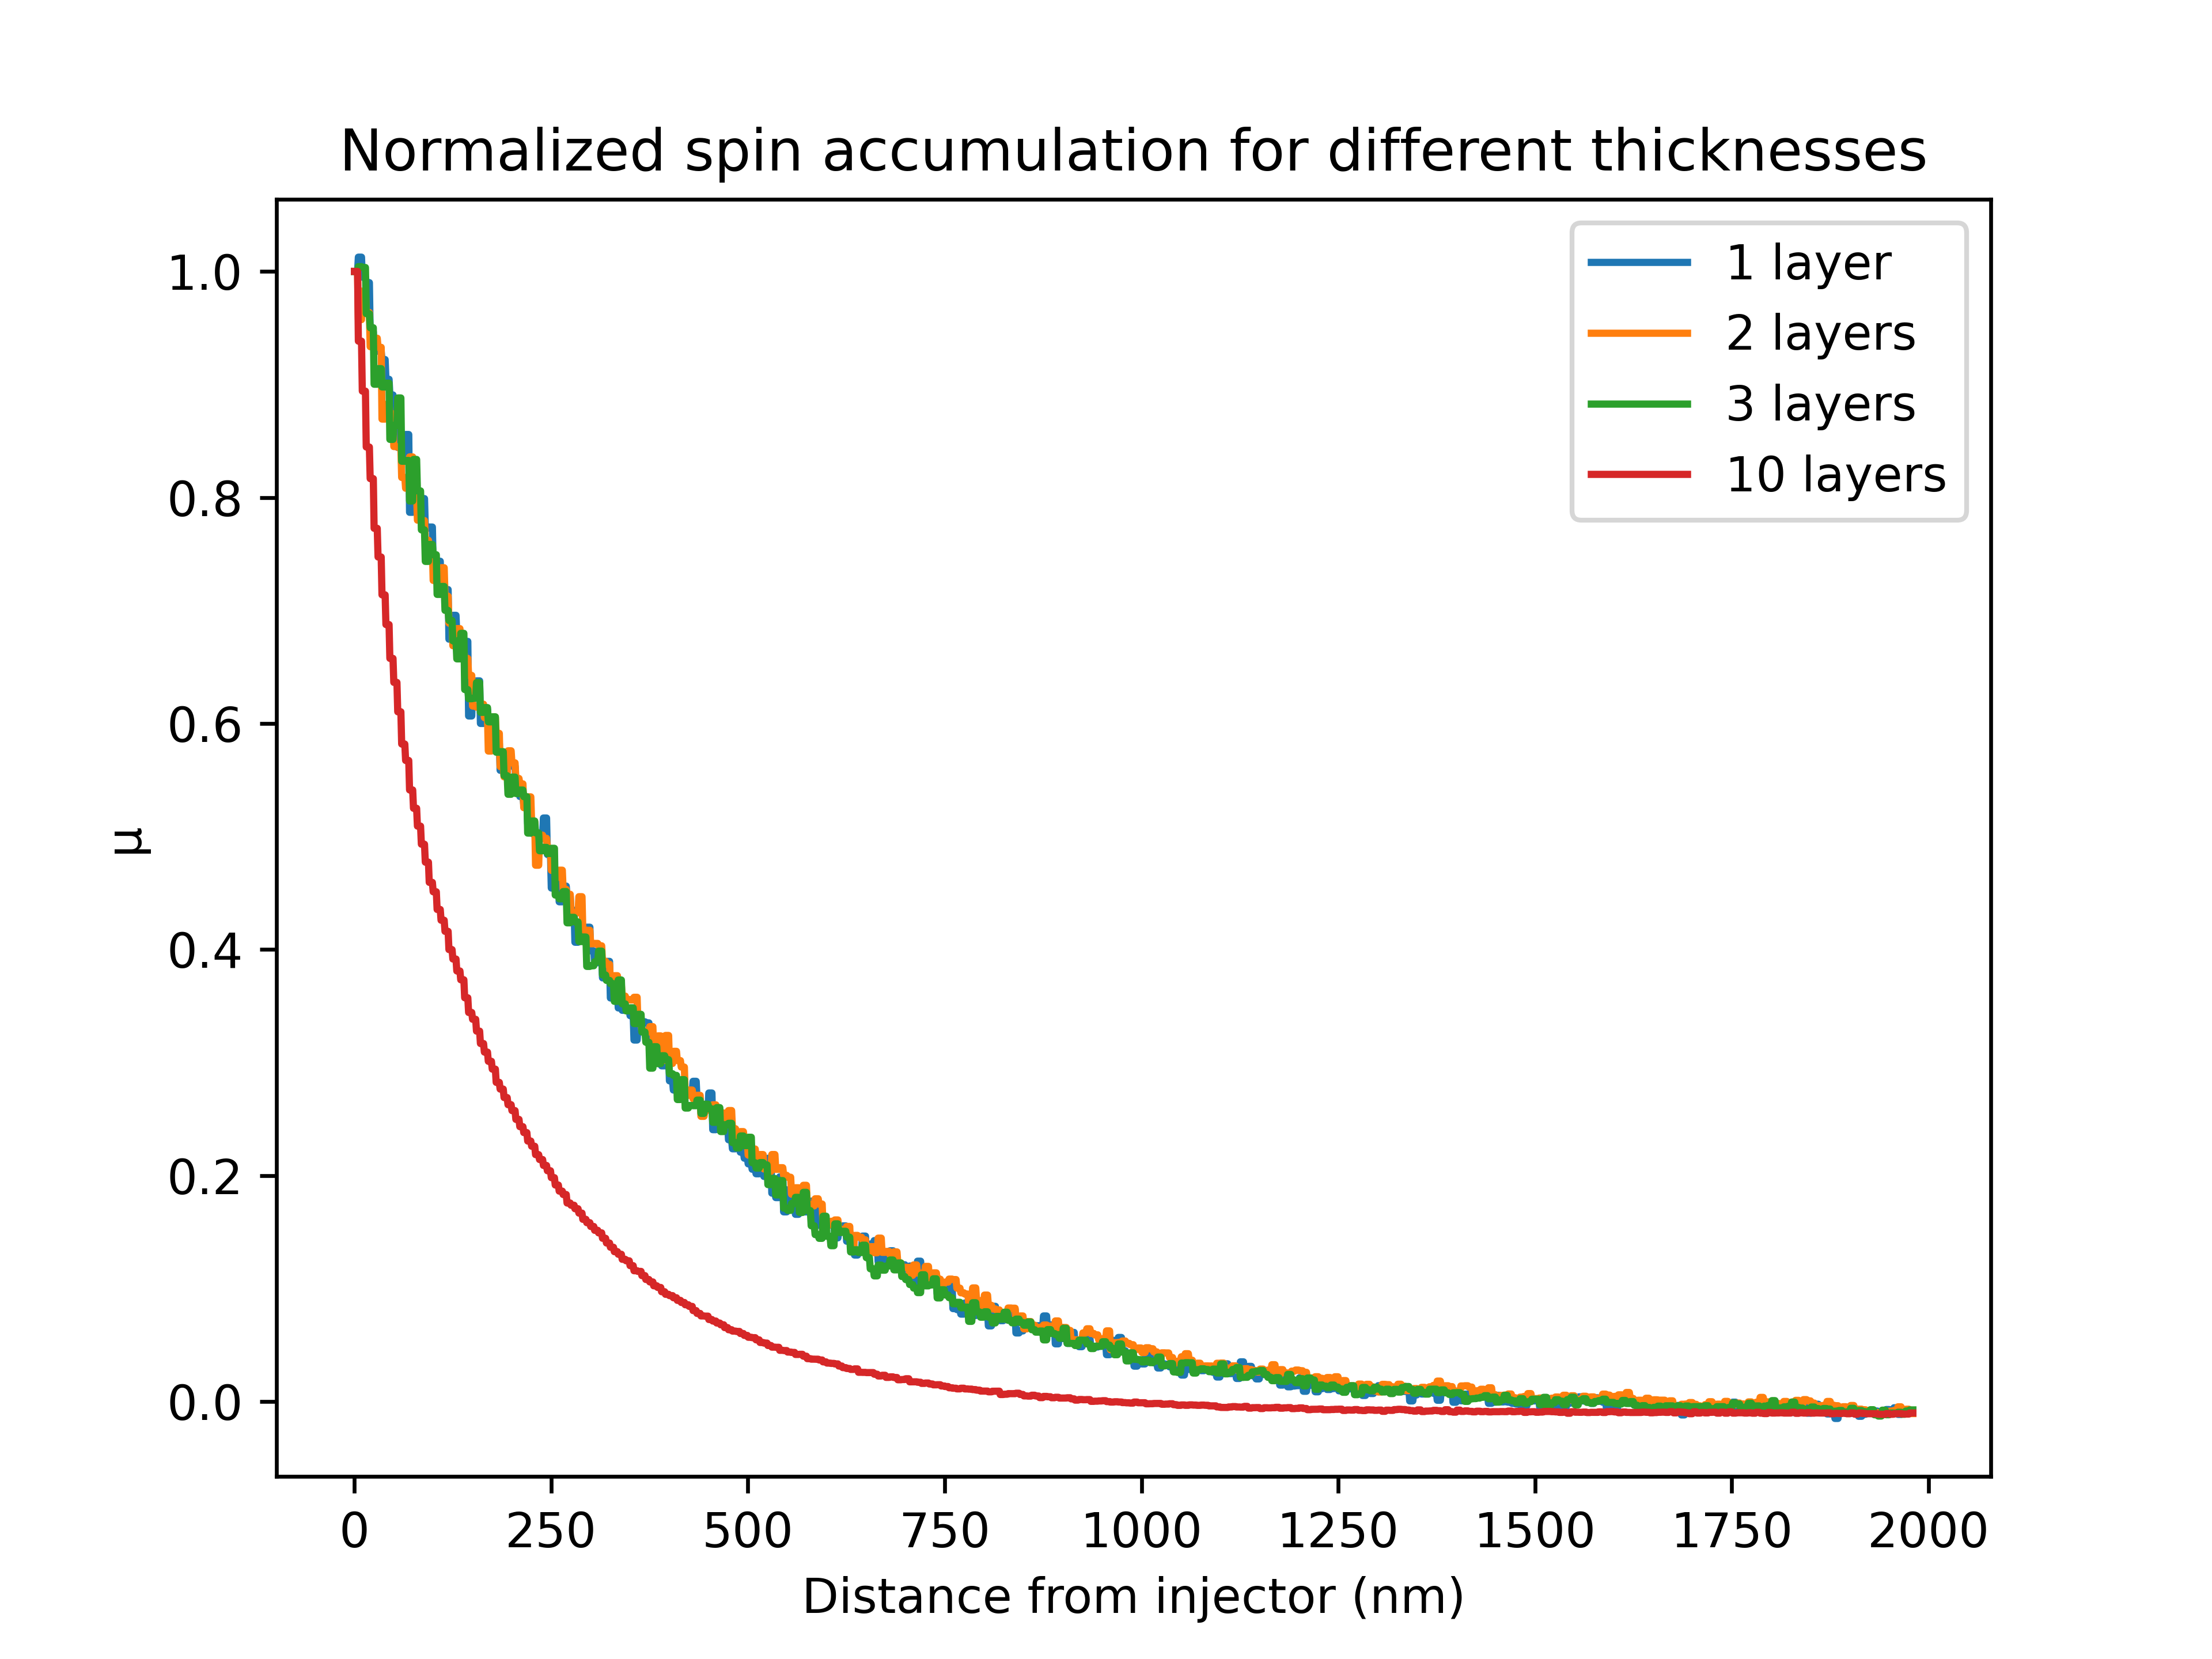 Normalized spin accumulation for different thicknesses
1 layer
2 layers
3 layers
10 layers
1.0
0.8
0.6
0.4
0.2
0.0
μ
0 250 500 750 1000 1250 1500 1750 2000
Distance from injector (nm)